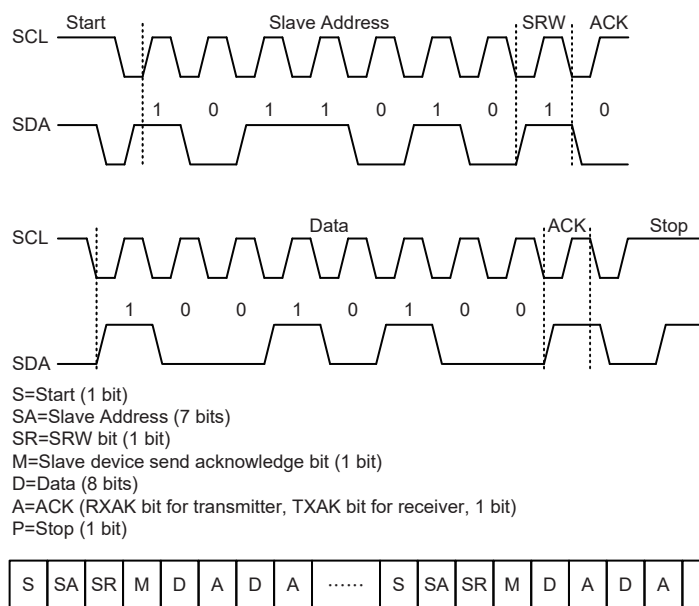 Start Slave Address SRW ACK
SCL
1 0 1 1 0 1 0 1 0
SDA
Data ACK Stop
SCL
1 0 0 1 0 1 0 0
SDA
S=Start (1 bit)
SA=Slave Address (7 bits)
SR=SRW bit (1 bit)
M=Slave device send acknowledge bit (1 bit)
D=Data (8 bits)
A=ACK (RXAK bit for transmitter, TXAK bit for receiver, 1 bit)
P=Stop (1 bit)
S SA SR M D A D A ...... S SA SR M D A D A